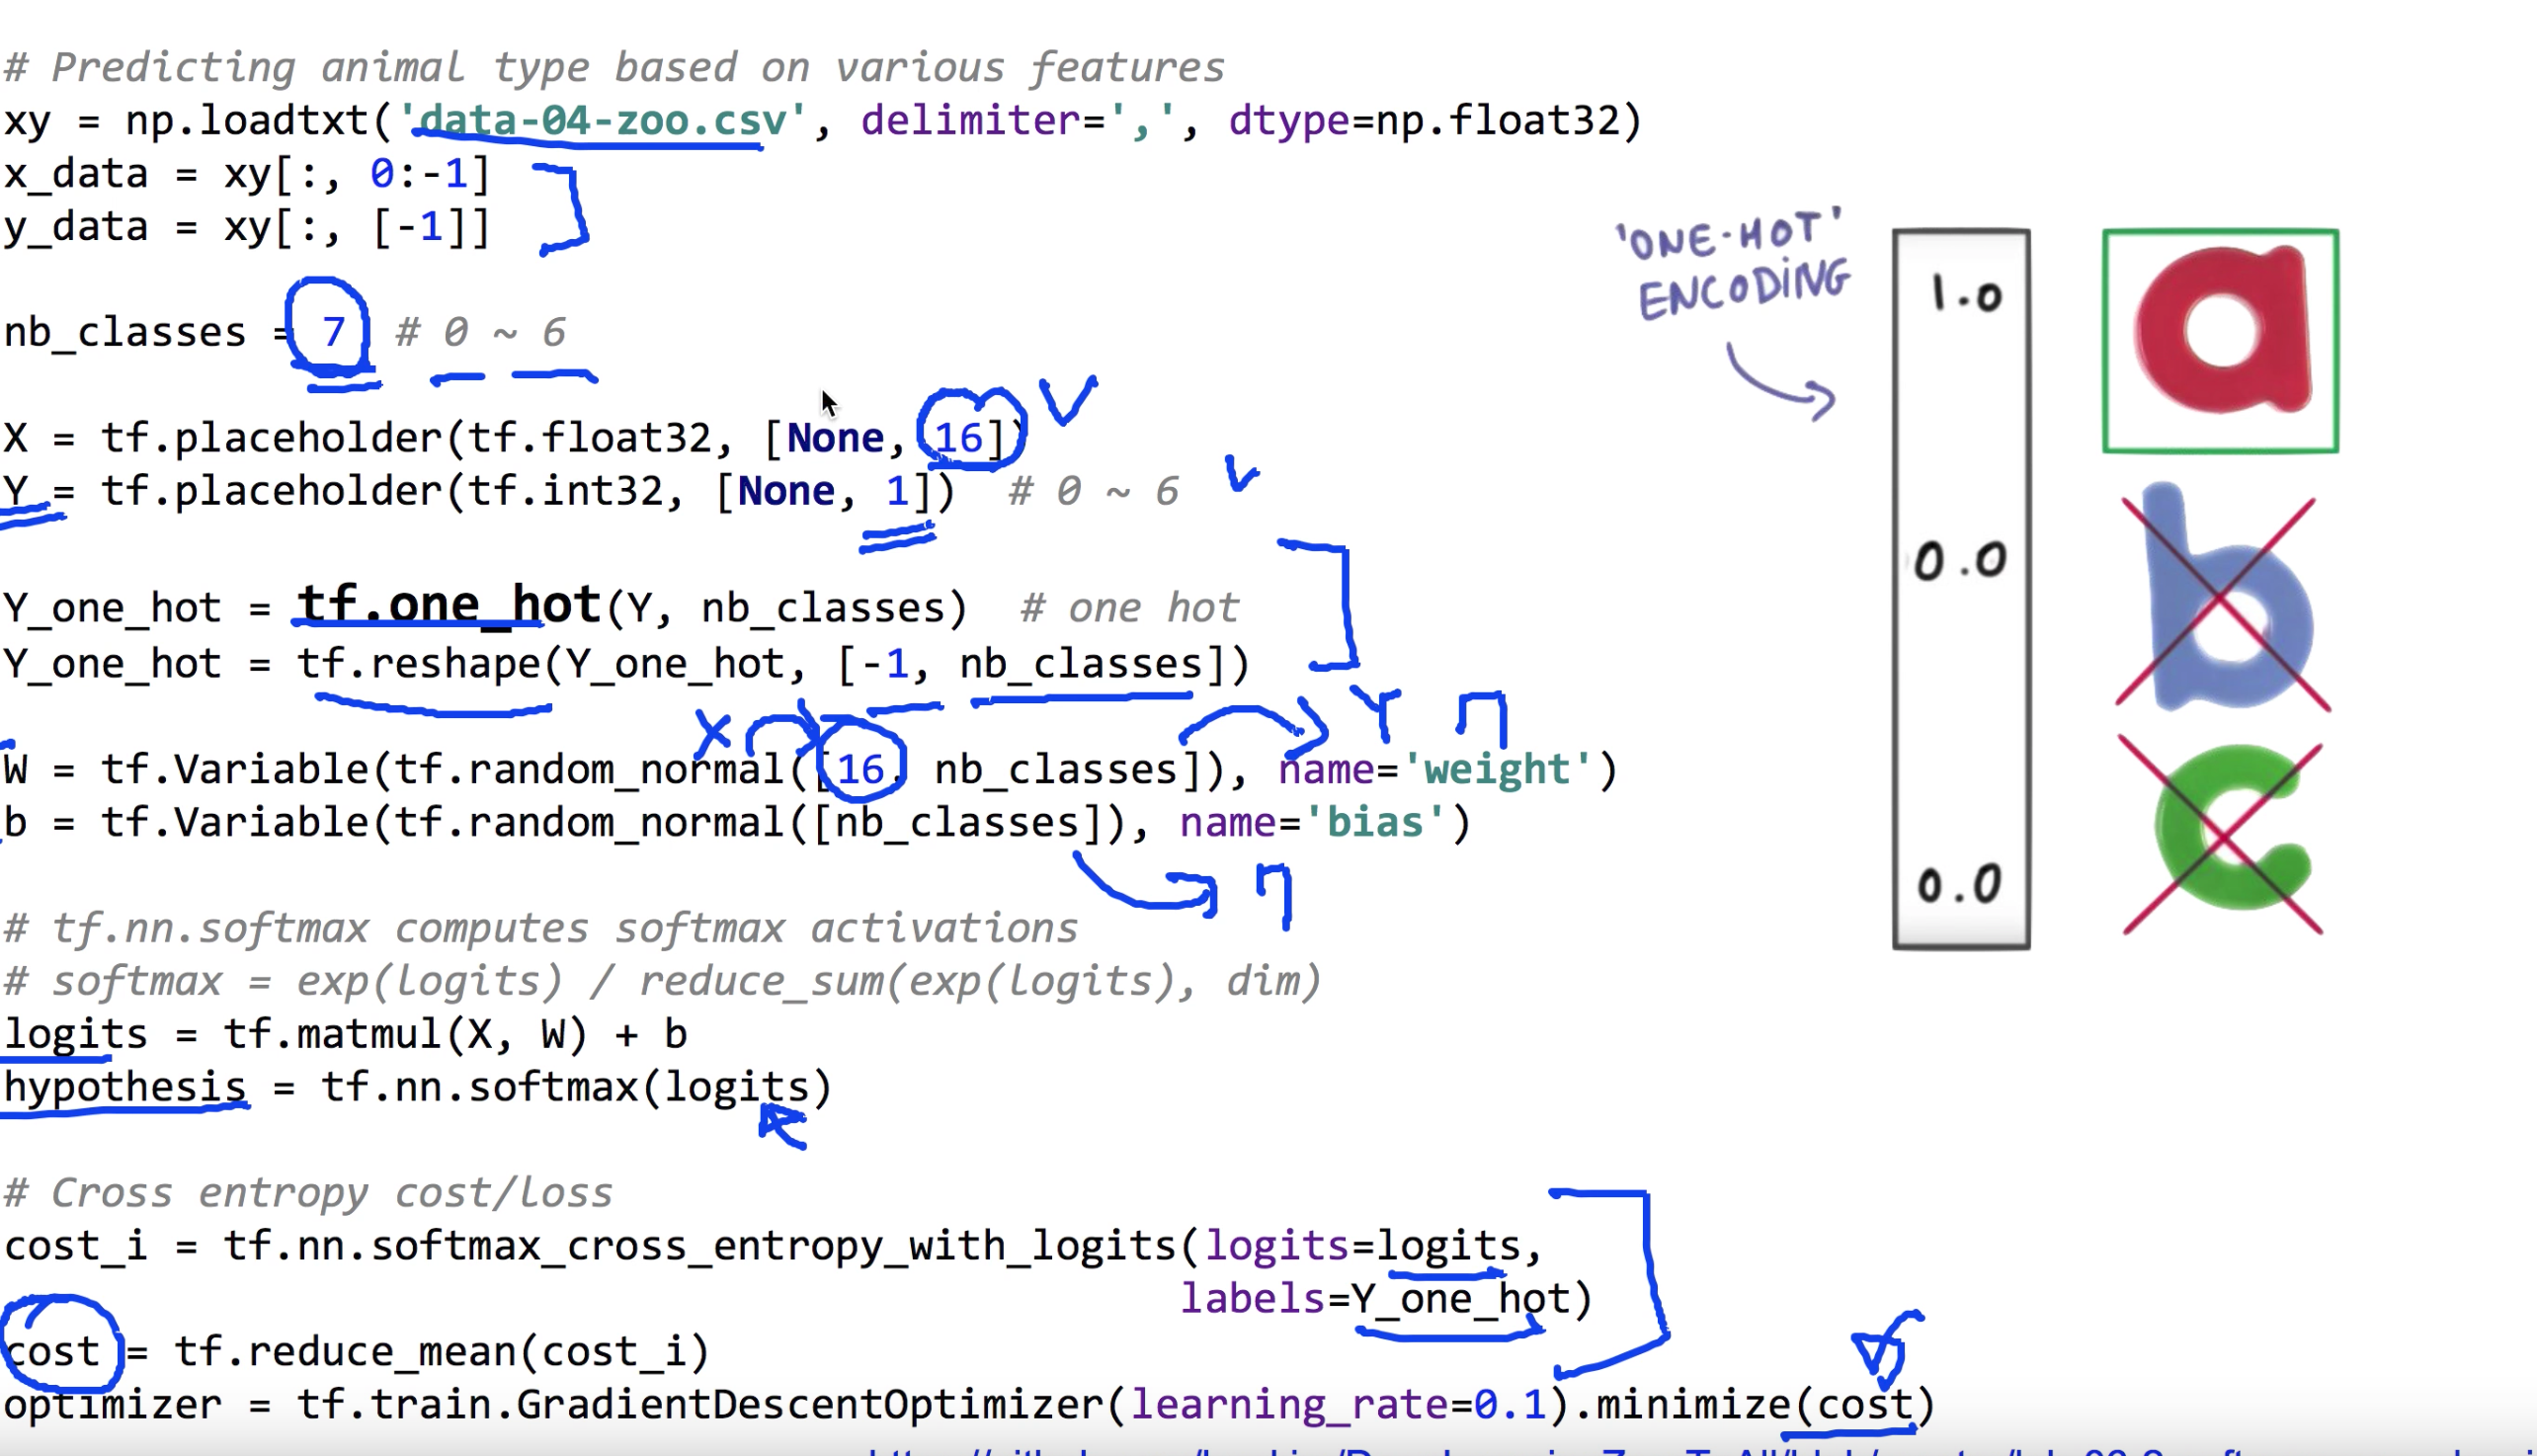 # Predicting animal type based on various features
xy = np.loadtxt('data-04-zoo.csv', delimiter=',', dtype=np.float32)
x_data = xy[:, 0:-1]
y_data = xy[:, [-1]]
nb_classes = 7 # 0 ~ 6
X = tf.placeholder(tf.float32, [None, 16])
Y = tf.placeholder(tf.int32, [None, 1]) # 0 ~ 6
Y_one_hot = tf.one_hot(Y, nb_classes) # one hot
Y_one_hot = tf.reshape(Y_one_hot, [-1, nb_classes])
X Y 7
W = tf.Variable(tf.random_normal([16, nb_classes]), name='weight')
b = tf.Variable(tf.random_normal([nb_classes]), name='bias')
7
# tf.nn.softmax computes softmax activations
# softmax = exp(logits) / reduce_sum(exp(logits), dim)
logits = tf.matmul(X, W) + b
hypothesis = tf.nn.softmax(logits)
# Cross entropy cost/loss
cost_i = tf.nn.softmax_cross_entropy_with_logits(logits=logits,
labels=Y_one_hot)
cost = tf.reduce_mean(cost_i)
optimizer = tf.train.GradientDescentOptimizer(learning_rate=0.1).minimize(cost)
'ONE-HOT'
ENCODING
1.0
a
0.0
b
0.0
c